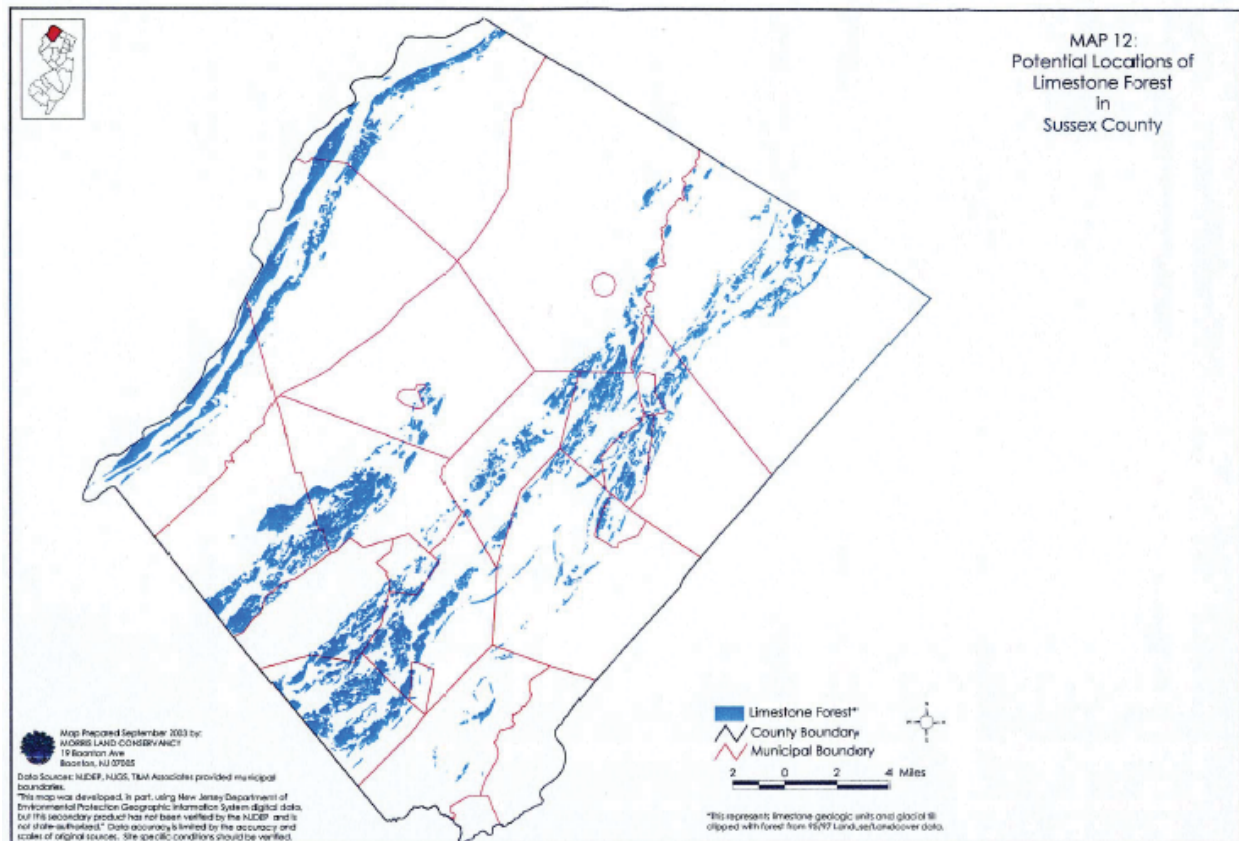 MAP 12:
Potential Locations of
Limestone Forest
in
Sussex County
Limestone Forest*
County Boundary
Municipal Boundary
2 0 2 4 Miles
*This represents limestone geologic units and glacial till
clipped with forest from 95/97 Landuse/Landcover data.
Map Prepared September 2003 by:
MORRIS LAND CONSERVANCY
19 Boonton Ave
Boonton, NJ 07005
Data Sources: NJDEP, NJGS, TRM Associates provided municipal
boundaries.
"This map was developed, in part, using New Jersey Department of
Environmental Protection Geographic Information System digital data,
but this secondary product has not been verified by the NJDEP and is
not state-authorized." Data accuracy is limited by the accuracy and
scales of original sources. Site specific conditions should be verified.